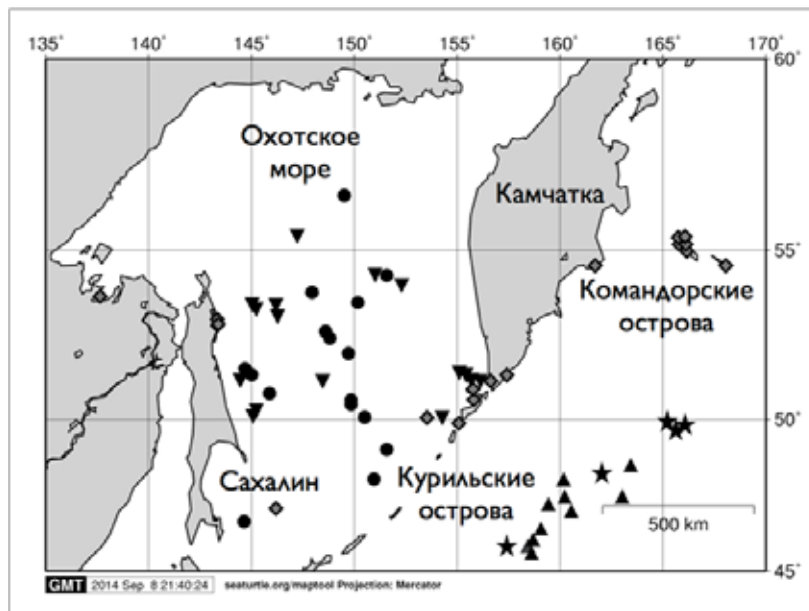 135° 140° 145° 150° 155° 160° 165° 170°
60°
Охотское
море
Камчатка
55°
Командорские
острова
50°
Сахалин
Курильские
острова
500 km
45°
GMT 2014 Sep 8 21:40:24 seaturtle.org/maptool Projection: Mercator